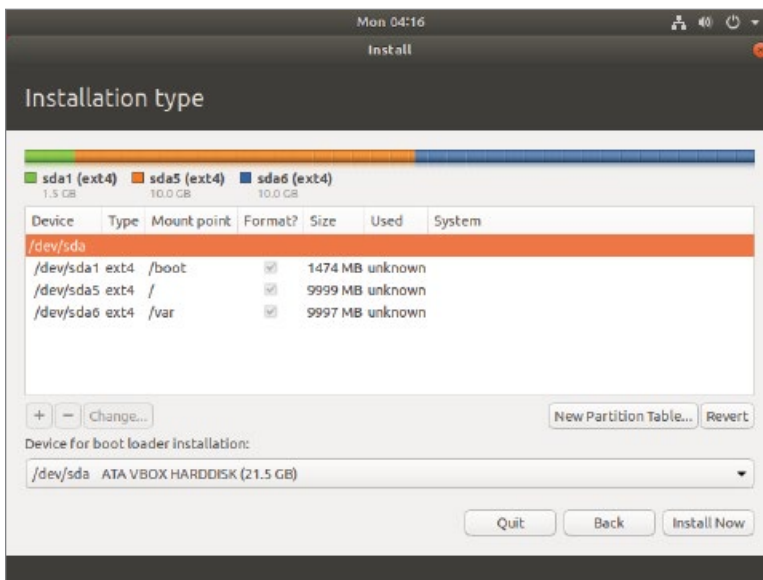 Mon 04:16
Install
Installation type
sda1 (ext4) sda5 (ext4) sda6 (ext4)
1.5 GB 10.0 GB 10.0 GB
Device Type Mount point Format? Size Used System
/dev/sda
/dev/sda1 ext4 /boot 1474 MB unknown
/dev/sda5 ext4 / 9999 MB unknown
/dev/sda6 ext4 /var 9997 MB unknown
+ − Change... New Partition Table... Revert
Device for boot loader installation:
/dev/sda ATA VBOX HARDDISK (21.5 GB)
Quit Back Install Now